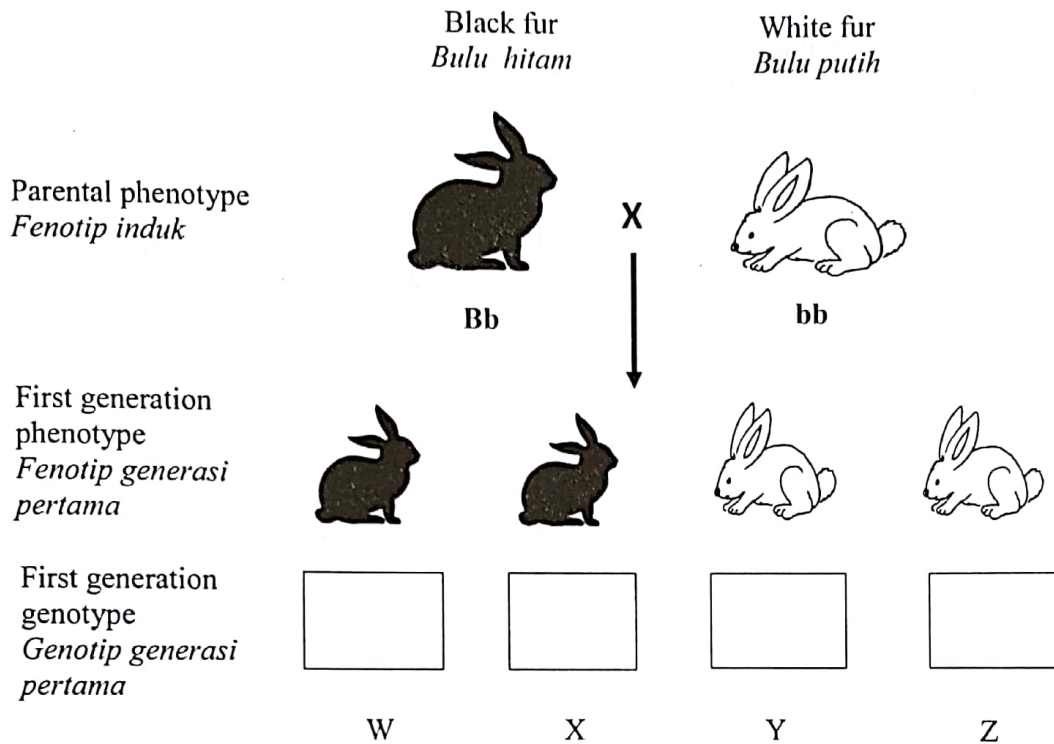 Black fur
Bulu hitam
White fur
Bulu putih
Parental phenotype
Fenotip induk
X
Bb
bb
First generation
phenotype
Fenotip generasi
pertama
First generation
genotype
Genotip generasi
pertama
W
X
Y
Z